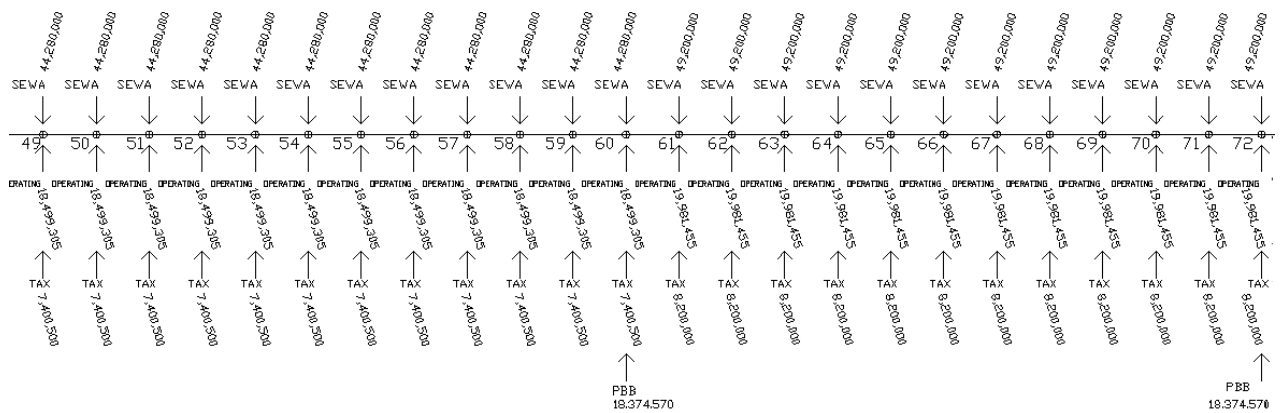 44,280,000 44,280,000 44,280,000 44,280,000 44,280,000 44,280,000 44,280,000 44,280,000 44,280,000 44,280,000 44,280,000 44,280,000 49,200,000 49,200,000 49,200,000 49,200,000 49,200,000 49,200,000 49,200,000 49,200,000 49,200,000 49,200,000 49,200,000 49,200,000
SEWA SEWA SEWA SEWA SEWA SEWA SEWA SEWA SEWA SEWA SEWA SEWA SEWA SEWA SEWA SEWA SEWA SEWA SEWA SEWA SEWA SEWA SEWA SEWA
49 50 51 52 53 54 55 56 57 58 59 60 61 62 63 64 65 66 67 68 69 70 71 72
ERATING OPERATING OPERATING OPERATING OPERATING OPERATING OPERATING OPERATING OPERATING OPERATING OPERATING OPERATING OPERATING OPERATING OPERATING OPERATING OPERATING OPERATING OPERATING OPERATING OPERATING OPERATING OPERATING OPERATING
18,499,305 18,499,305 18,499,305 18,499,305 18,499,305 18,499,305 18,499,305 18,499,305 18,499,305 18,499,305 18,499,305 18,499,305 19,981,455 19,981,455 19,981,455 19,981,455 19,981,455 19,981,455 19,981,455 19,981,455 19,981,455 19,981,455 19,981,455 19,981,455
TAX TAX TAX TAX TAX TAX TAX TAX TAX TAX TAX TAX TAX TAX TAX TAX TAX TAX TAX TAX TAX TAX TAX TAX
7,400,500 7,400,500 7,400,500 7,400,500 7,400,500 7,400,500 7,400,500 7,400,500 7,400,500 7,400,500 7,400,500 7,400,500 8,200,000 8,200,000 8,200,000 8,200,000 8,200,000 8,200,000 8,200,000 8,200,000 8,200,000 8,200,000 8,200,000 8,200,000
PBB PBB
18.374.570 18.374.570